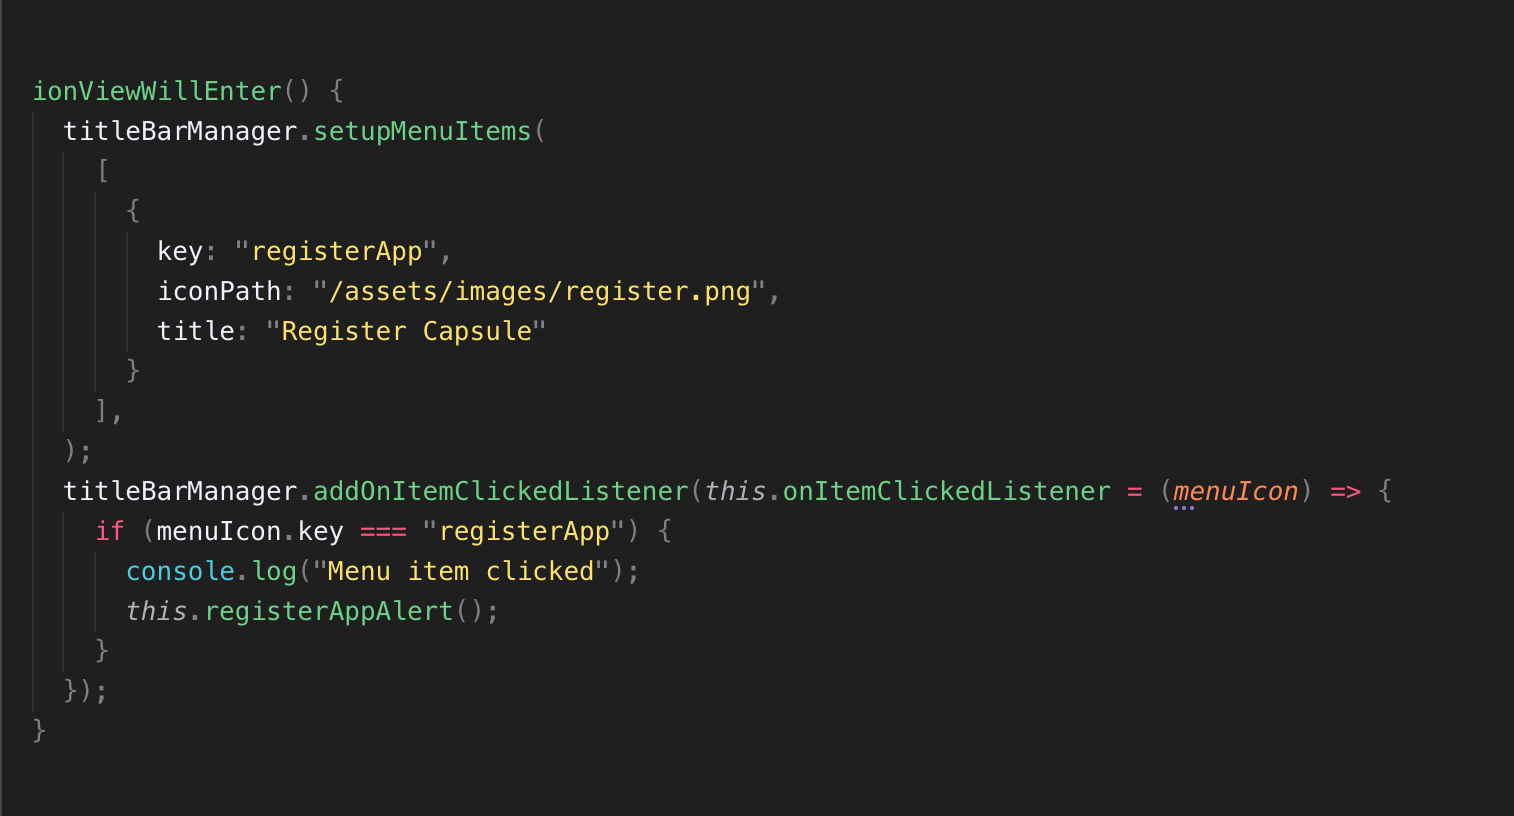 ionViewWillEnter() {
titleBarManager.setupMenuItems(
[
{
key: "registerApp",
iconPath: "/assets/images/register.png",
title: "Register Capsule"
}
],
);
titleBarManager.addOnItemClickedListener(this.onItemClickedListener = (menuIcon) => {
if (menuIcon.key === "registerApp") {
console.log("Menu item clicked");
this.registerAppAlert();
}
});
}